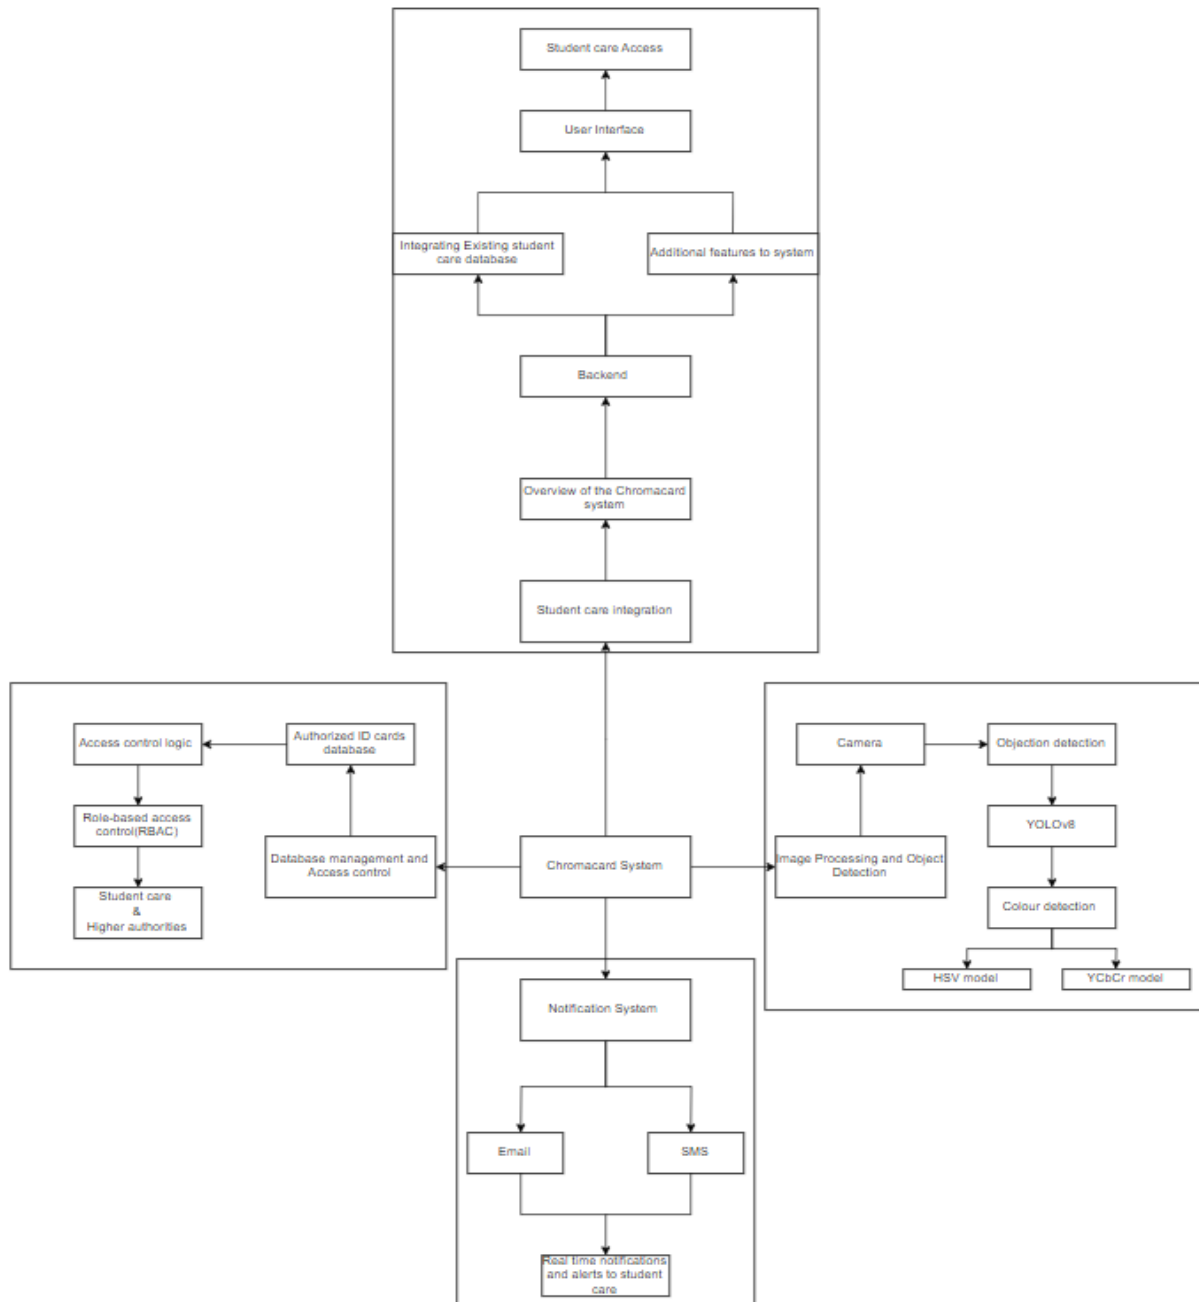 Student care Access
User Interface
Integrating Existing student
care database
Additional features to system
Backend
Overview of the Chromacard
system
Student care integration
Access control logic
Authorized ID cards
database
Role-based access
control(RBAC)
Database management and
Access control
Student care
&
Higher authorities
Chromacard System
Camera
Objection detection
YOLOv8
Image Processing and Object
Detection
Colour detection
HSV model
YCbCr model
Notification System
Email
SMS
Real time notifications
and alerts to student
care